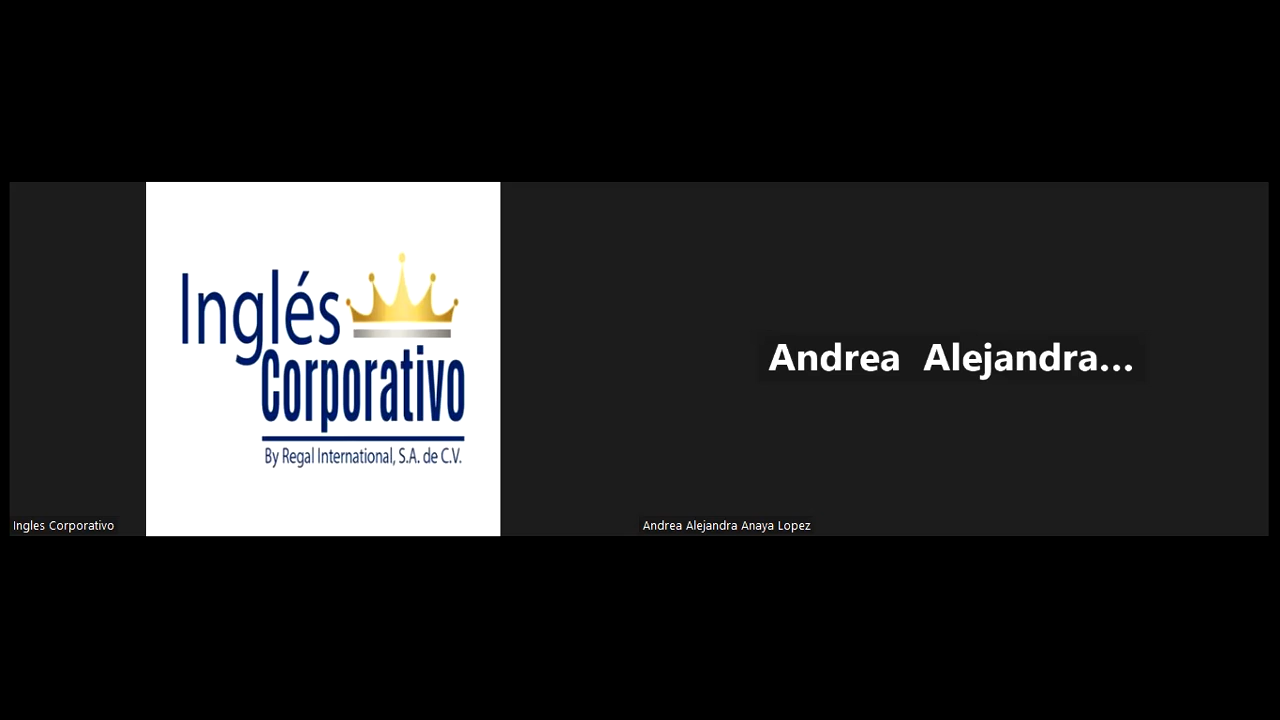 Inglés
Corporativo
By Regal International, S.A. de C.V.
Ingles Corporativo
Andrea Alejandra...
Andrea Alejandra Anaya Lopez